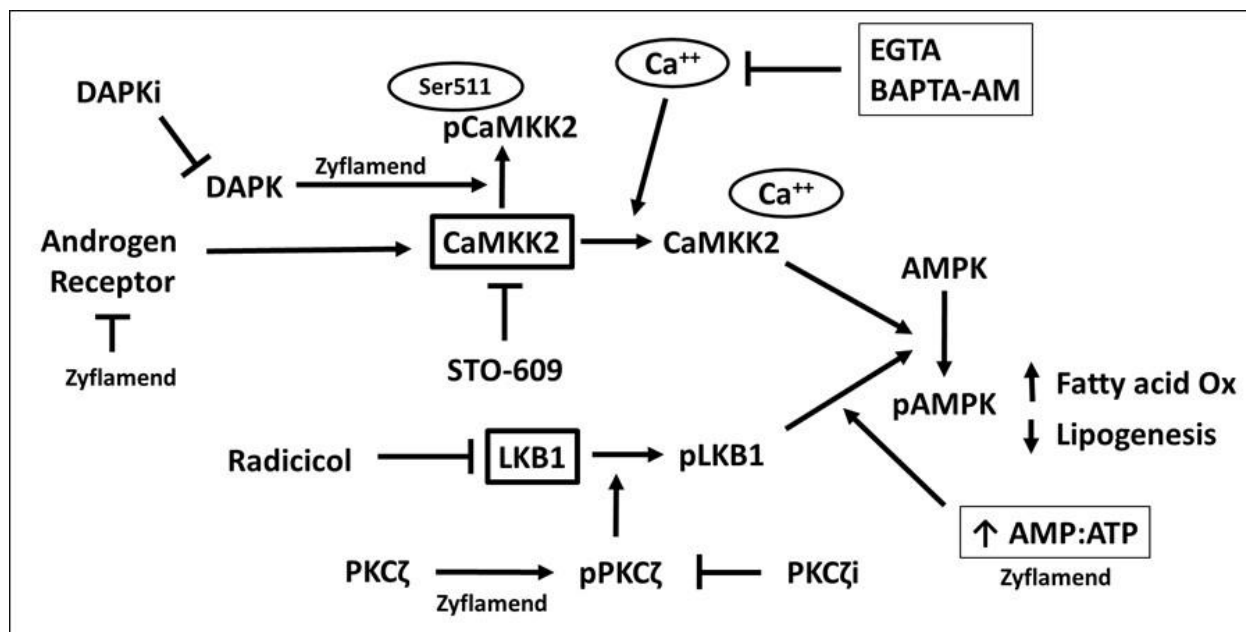 EGTA
BAPTA-AM
Ca++
Ser511
pCaMKK2
DAPKi
DAPK
Zyflamend
Ca++
Androgen
Receptor
CaMKK2
CaMKK2
AMPK
Zyflamend
STO-609
pAMPK
↑ Fatty acid Ox
↓ Lipogenesis
Radicicol
LKB1
pLKB1
↑ AMP:ATP
Zyflamend
PKCζ
Zyflamend
pPKCζ
PKCζi